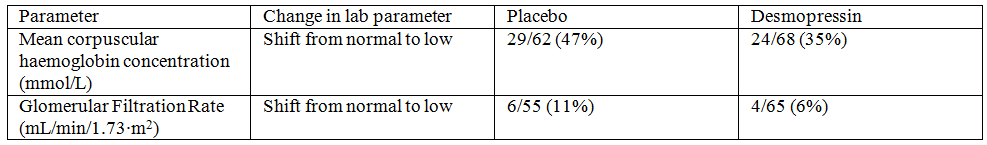 Parameter Change in lab parameter Placebo Desmopressin
Mean corpuscular Shift from normal to low 29/62 (47%) 24/68 (35%)
haemoglobin concentration
(mmol/L)
Glomerular Filtration Rate Shift from normal to low 6/55 (11%) 4/65 (6%)
(mL/min/1.73·m²)